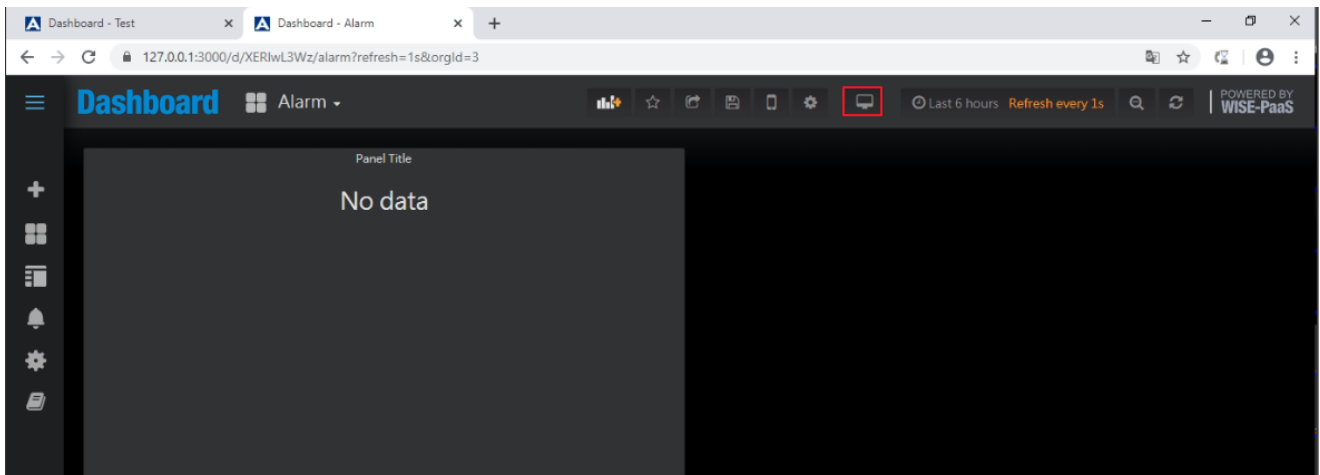 Dashboard - Test
Dashboard - Alarm
127.0.0.1:3000/d/XERlwL3Wz/alarm?refresh=1s&orgId=3
Dashboard Alarm Last 6 hours Refresh every 1s POWERED BY
WISE-PaaS
Panel Title
No data